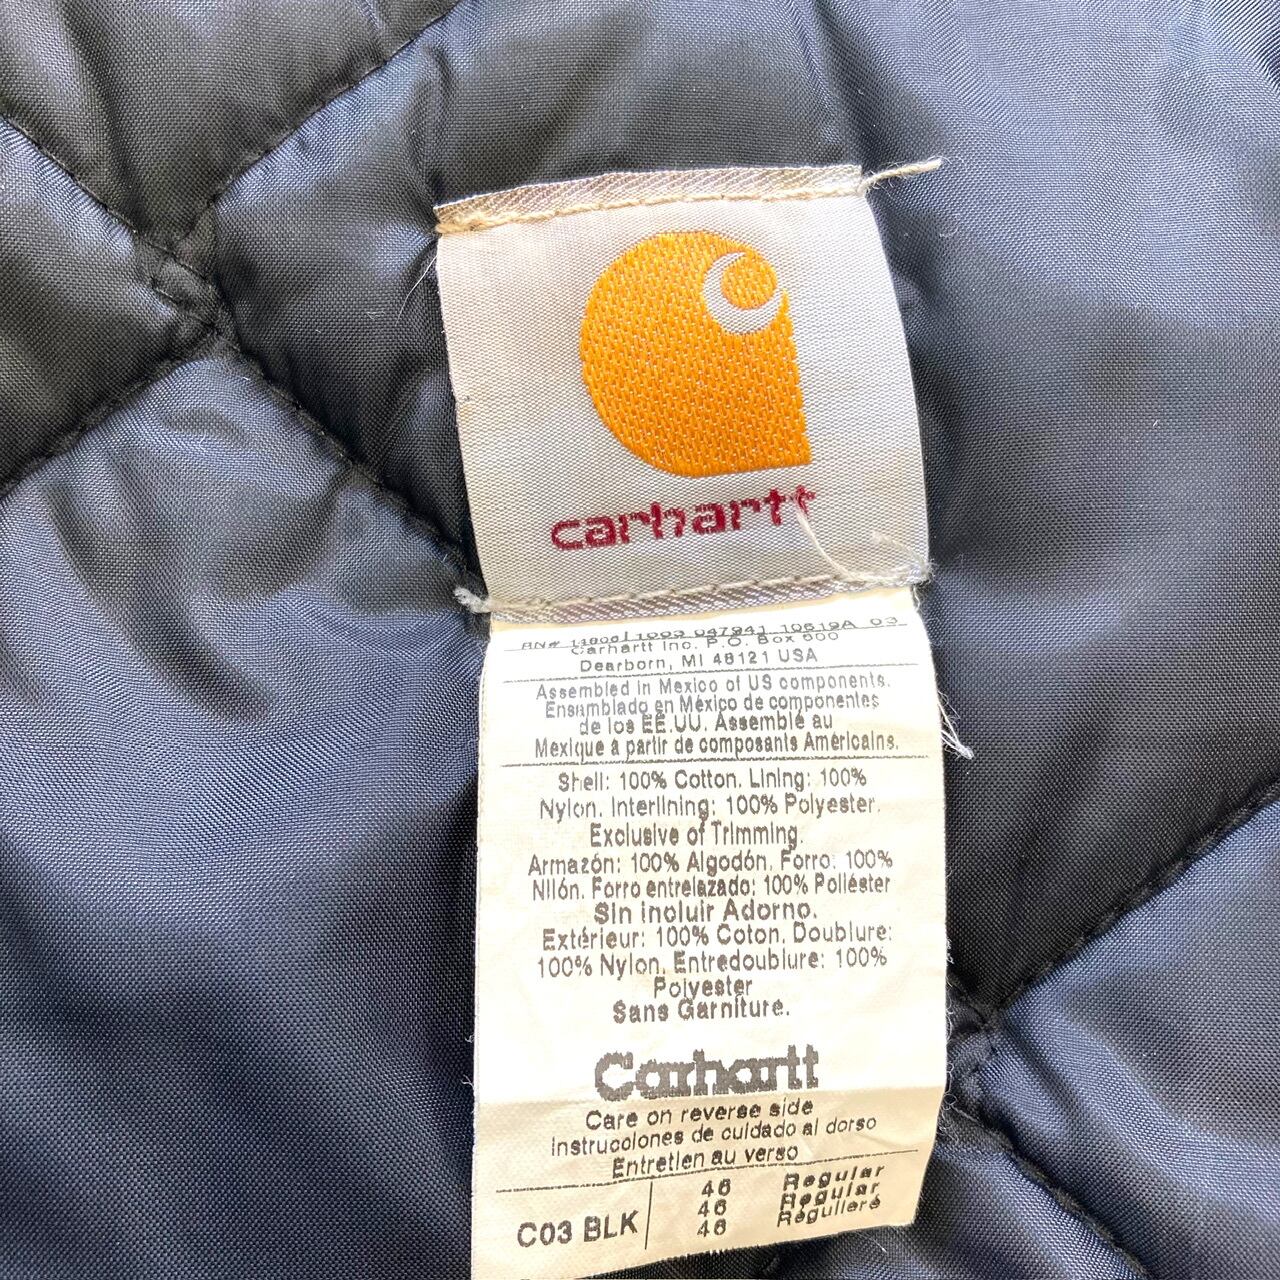 carhartt
RN# 14806 1003 047941 10619A 03
Carhartt Inc. P.O. Box 600
Dearborn, MI 48121 USA
Assembled in Mexico of US components.
Ensamblado en México de componentes
de los EE.UU. Assemblé au
Mexique à partir de composants Américains.
Shell: 100% Cotton. Lining: 100%
Nylon. Interlining: 100% Polyester.
Exclusive of Trimming.
Armazón: 100% Algodón. Forro: 100%
Nilón. Forro entrelazado: 100% Poliéster
Sin incluir Adorno.
Extérieur: 100% Coton. Doublure:
100% Nylon. Entredoublure: 100%
Polyester
Sans Garniture.
Carhartt
Care on reverse side
Instrucciones de cuidado al dorso
Entretien au verso
C03 BLK
46 Regular
46 Regular
46 Régulieré